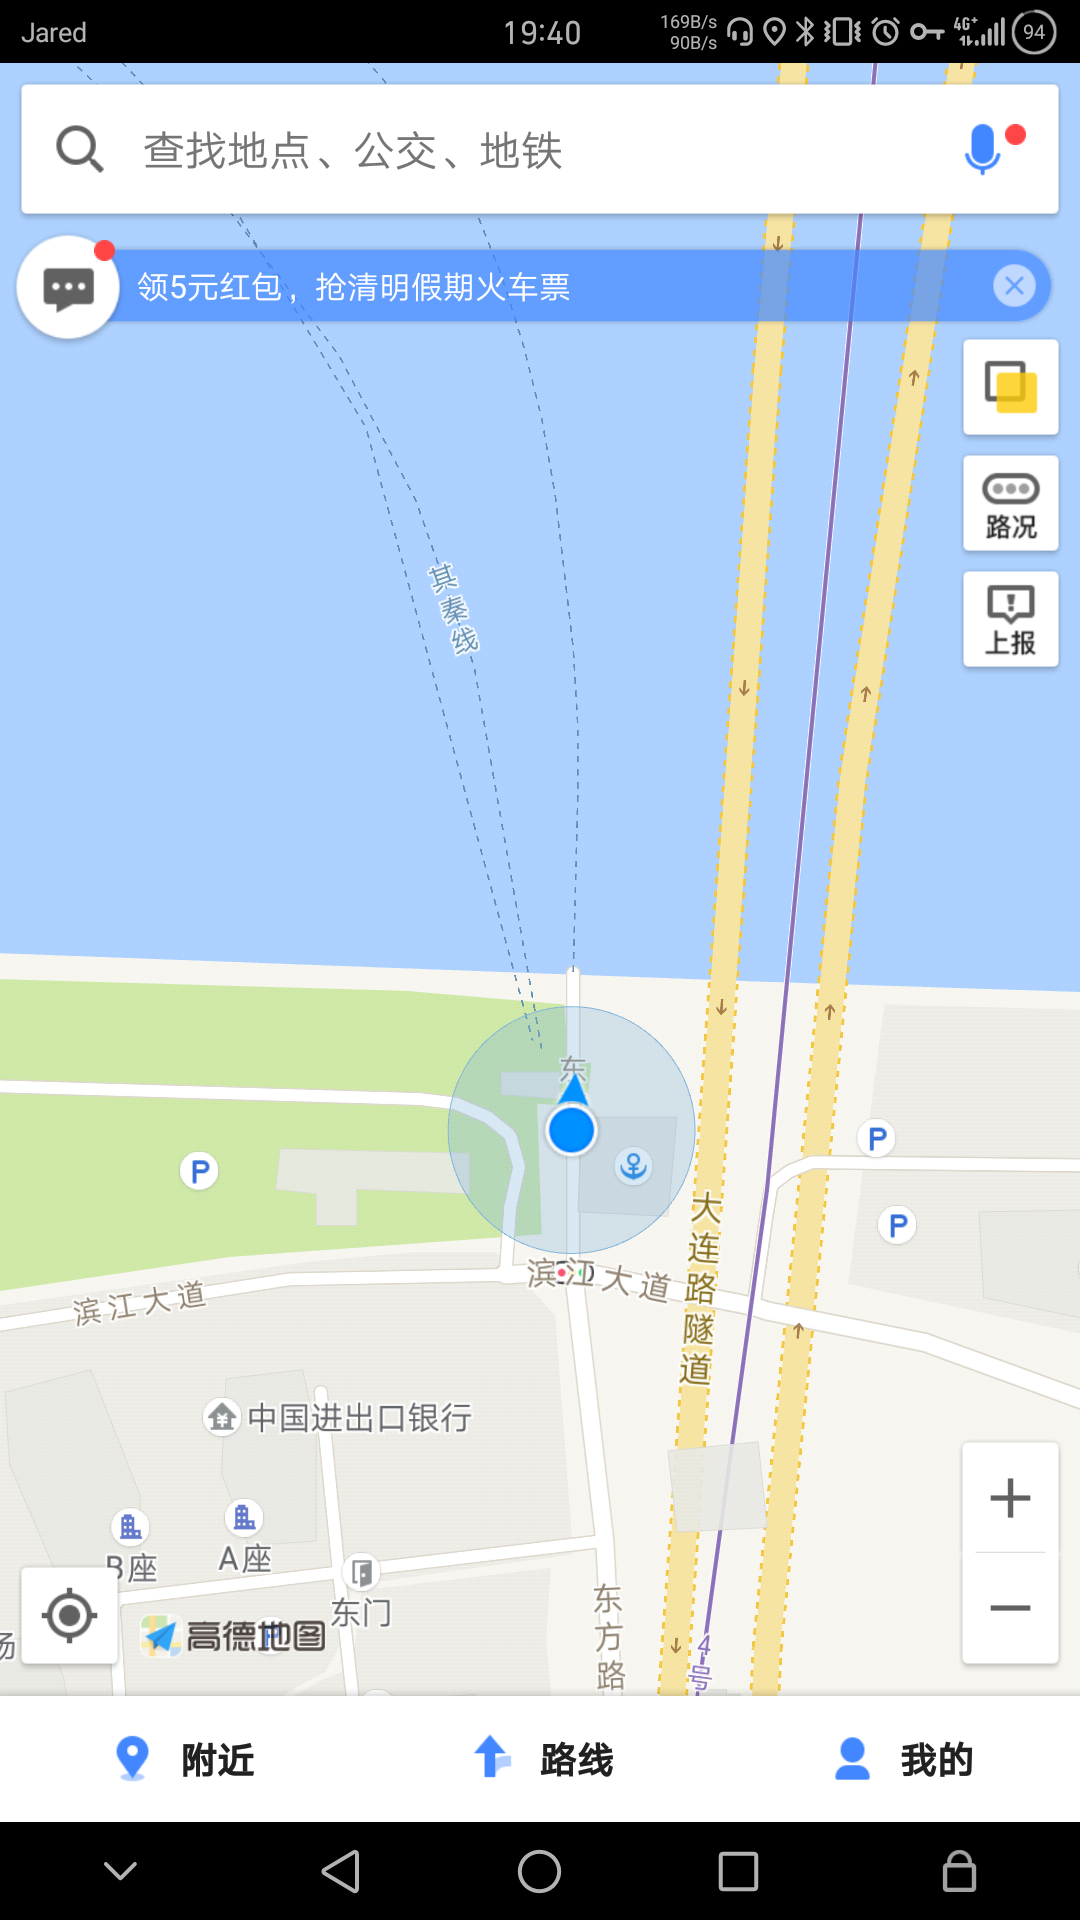 Jared
19:40
169B/s
90B/s
4G+
94
查找地点、公交、地铁
领5元红包，抢清明假期火车票
路况
上报
其秦线
东
P
P
P
大连路隧道
滨江大道
滨江大道
中国进出口银行
B座
A座
东门
场
高德地图
东方路
4号
附近
路线
我的